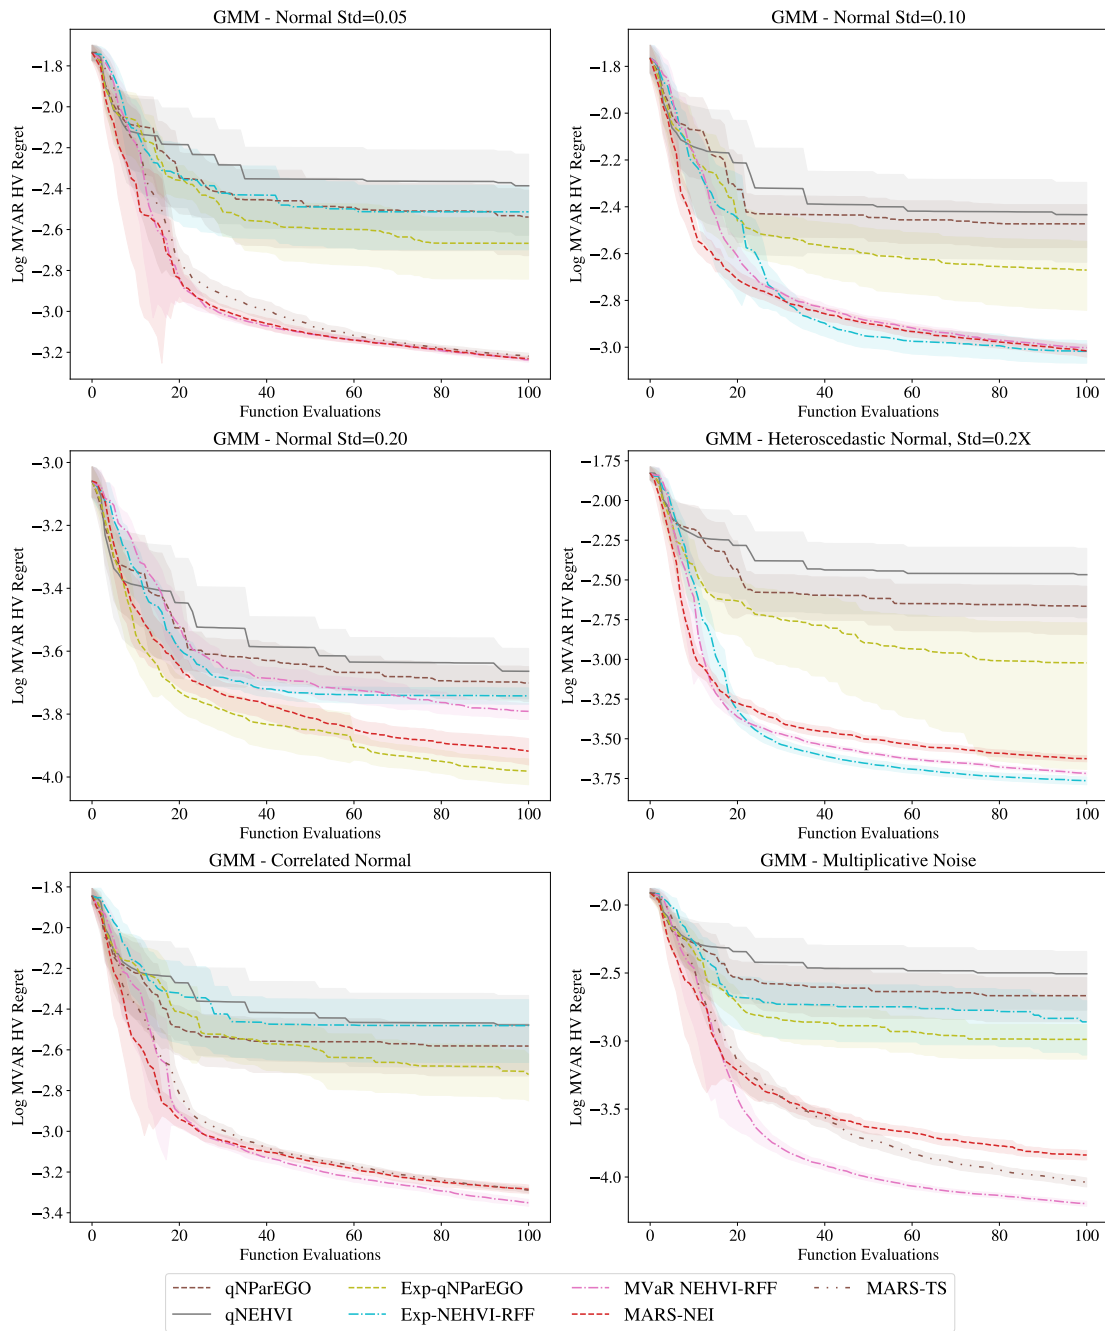 GMM - Normal Std=0.05
Log MVAR HV Regret
−1.8
−2.0
−2.2
−2.4
−2.6
−2.8
−3.0
−3.2
0 20 40 60 80 100
Function Evaluations
GMM - Normal Std=0.10
Log MVAR HV Regret
−1.8
−2.0
−2.2
−2.4
−2.6
−2.8
−3.0
0 20 40 60 80 100
Function Evaluations
GMM - Normal Std=0.20
Log MVAR HV Regret
−3.0
−3.2
−3.4
−3.6
−3.8
−4.0
0 20 40 60 80 100
Function Evaluations
GMM - Heteroscedastic Normal, Std=0.2X
Log MVAR HV Regret
−1.75
−2.00
−2.25
−2.50
−2.75
−3.00
−3.25
−3.50
−3.75
0 20 40 60 80 100
Function Evaluations
GMM - Correlated Normal
Log MVAR HV Regret
−1.8
−2.0
−2.2
−2.4
−2.6
−2.8
−3.0
−3.2
−3.4
0 20 40 60 80 100
Function Evaluations
GMM - Multiplicative Noise
Log MVAR HV Regret
−2.0
−2.5
−3.0
−3.5
−4.0
0 20 40 60 80 100
Function Evaluations
qNParEGO Exp-qNParEGO MVaR NEHVI-RFF MARS-TS
qNEHVI Exp-NEHVI-RFF MARS-NEI